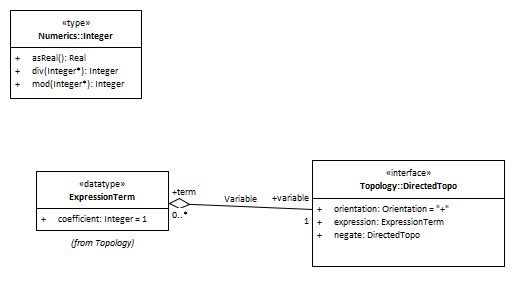 «type»
Numerics::Integer
+ asReal(): Real
+ div(Integer*): Integer
+ mod(Integer*): Integer
«datatype»
ExpressionTerm
+ coefficient: Integer = 1
(from Topology)
+term
0..*
Variable
+variable
1
«interface»
Topology::DirectedTopo
+ orientation: Orientation = "+"
+ expression: ExpressionTerm
+ negate: DirectedTopo